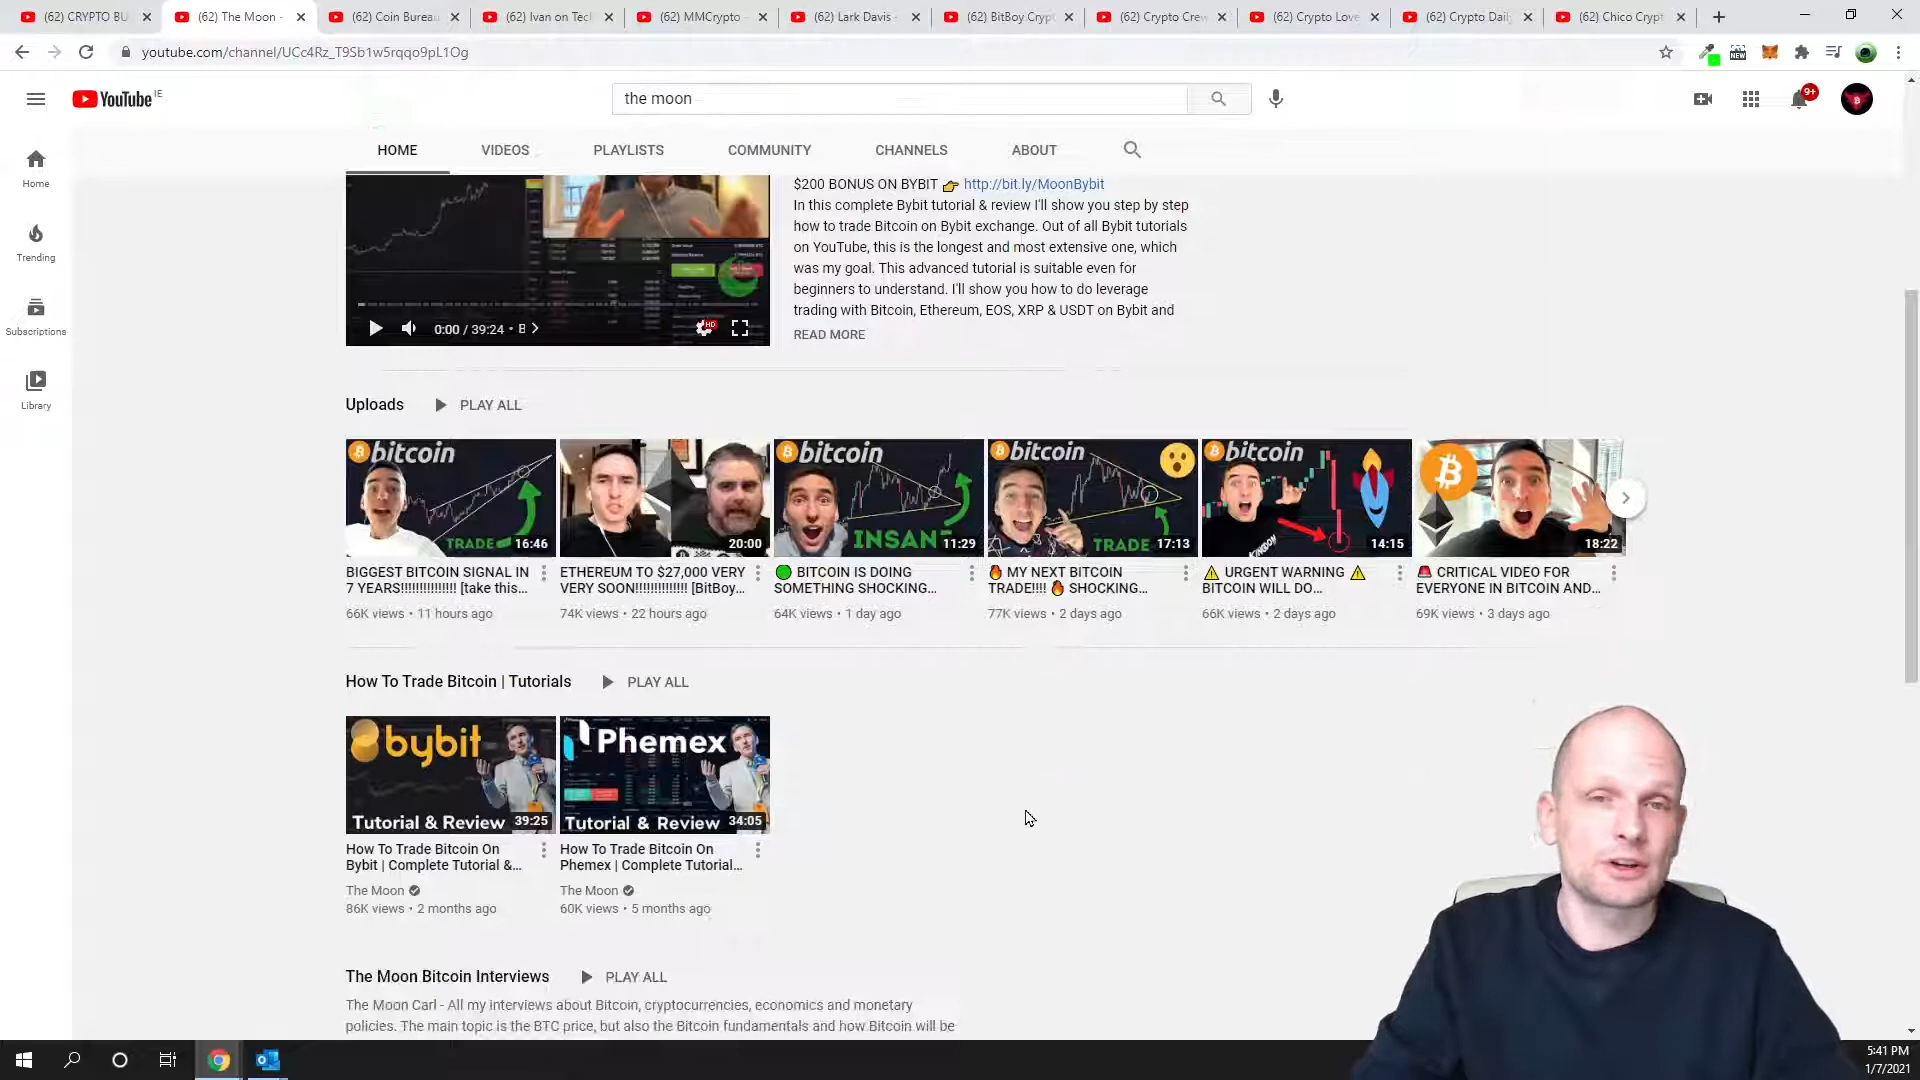 (62) CRYPTO BU
(62) The Moon -
(62) Coin Bureau
(62) Ivan on Tech
(62) MMCrypto -
(62) Lark Davis -
(62) BitBoy Cryp
(62) Crypto Crew
(62) Crypto Love
(62) Crypto Daily
(62) Chico Crypt
youtube.com/channel/UCc4Rz_T9Sb1w5rqqo9pL1Og
NEW
YouTube IE
the moon
9+
HOME
VIDEOS
PLAYLISTS
COMMUNITY
CHANNELS
ABOUT
Home
Trending
Subscriptions
Library
0:00 / 39:24 • B
HD
$200 BONUS ON BYBIT 👉 http://bit.ly/MoonBybit
In this complete Bybit tutorial & review I'll show you step by step
how to trade Bitcoin on Bybit exchange. Out of all Bybit tutorials
on YouTube, this is the longest and most extensive one, which
was my goal. This advanced tutorial is suitable even for
beginners to understand. I'll show you how to do leverage
trading with Bitcoin, Ethereum, EOS, XRP & USDT on Bybit and
READ MORE
Uploads
PLAY ALL
bitcoin
TRADE
16:46
BIGGEST BITCOIN SIGNAL IN
7 YEARS!!!!!!!!!!!!!!! [take this...
66K views • 11 hours ago
20:00
ETHEREUM TO $27,000 VERY
VERY SOON!!!!!!!!!!!!!! [BitBoy...
74K views • 22 hours ago
bitcoin
INSAN
11:29
🟢 BITCOIN IS DOING
SOMETHING SHOCKING...
64K views • 1 day ago
bitcoin
TRADE
17:13
🔥 MY NEXT BITCOIN
TRADE!!!! 🔥 SHOCKING...
77K views • 2 days ago
bitcoin
KINGDOM
14:15
⚠ URGENT WARNING ⚠
BITCOIN WILL DO...
66K views • 2 days ago
18:22
🚨 CRITICAL VIDEO FOR
EVERYONE IN BITCOIN AND...
69K views • 3 days ago
How To Trade Bitcoin | Tutorials
PLAY ALL
bybit
Tutorial & Review
39:25
How To Trade Bitcoin On
Bybit | Complete Tutorial &...
The Moon
86K views • 2 months ago
Phemex
Tutorial & Review
34:05
How To Trade Bitcoin On
Phemex | Complete Tutorial...
The Moon
60K views • 5 months ago
The Moon Bitcoin Interviews
PLAY ALL
The Moon Carl - All my interviews about Bitcoin, cryptocurrencies, economics and monetary
policies. The main topic is the BTC price, but also the Bitcoin fundamentals and how Bitcoin will be
5:41 PM
1/7/2021